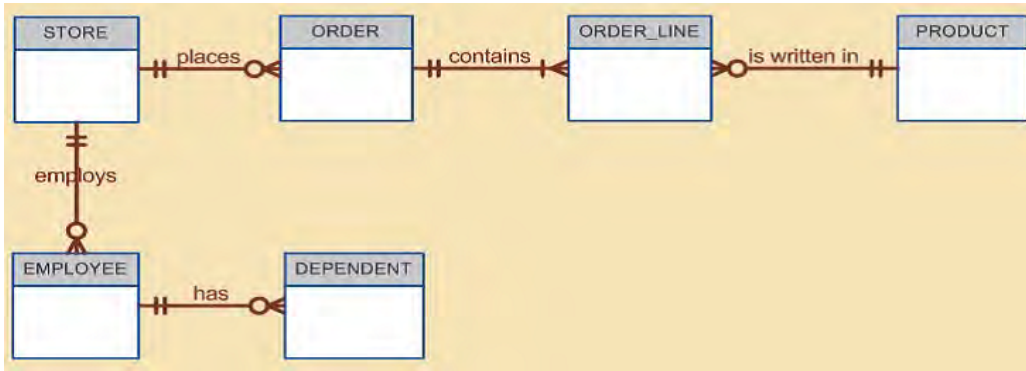 STORE
places
ORDER
contains
ORDER_LINE
is written in
PRODUCT
employs
EMPLOYEE
has
DEPENDENT